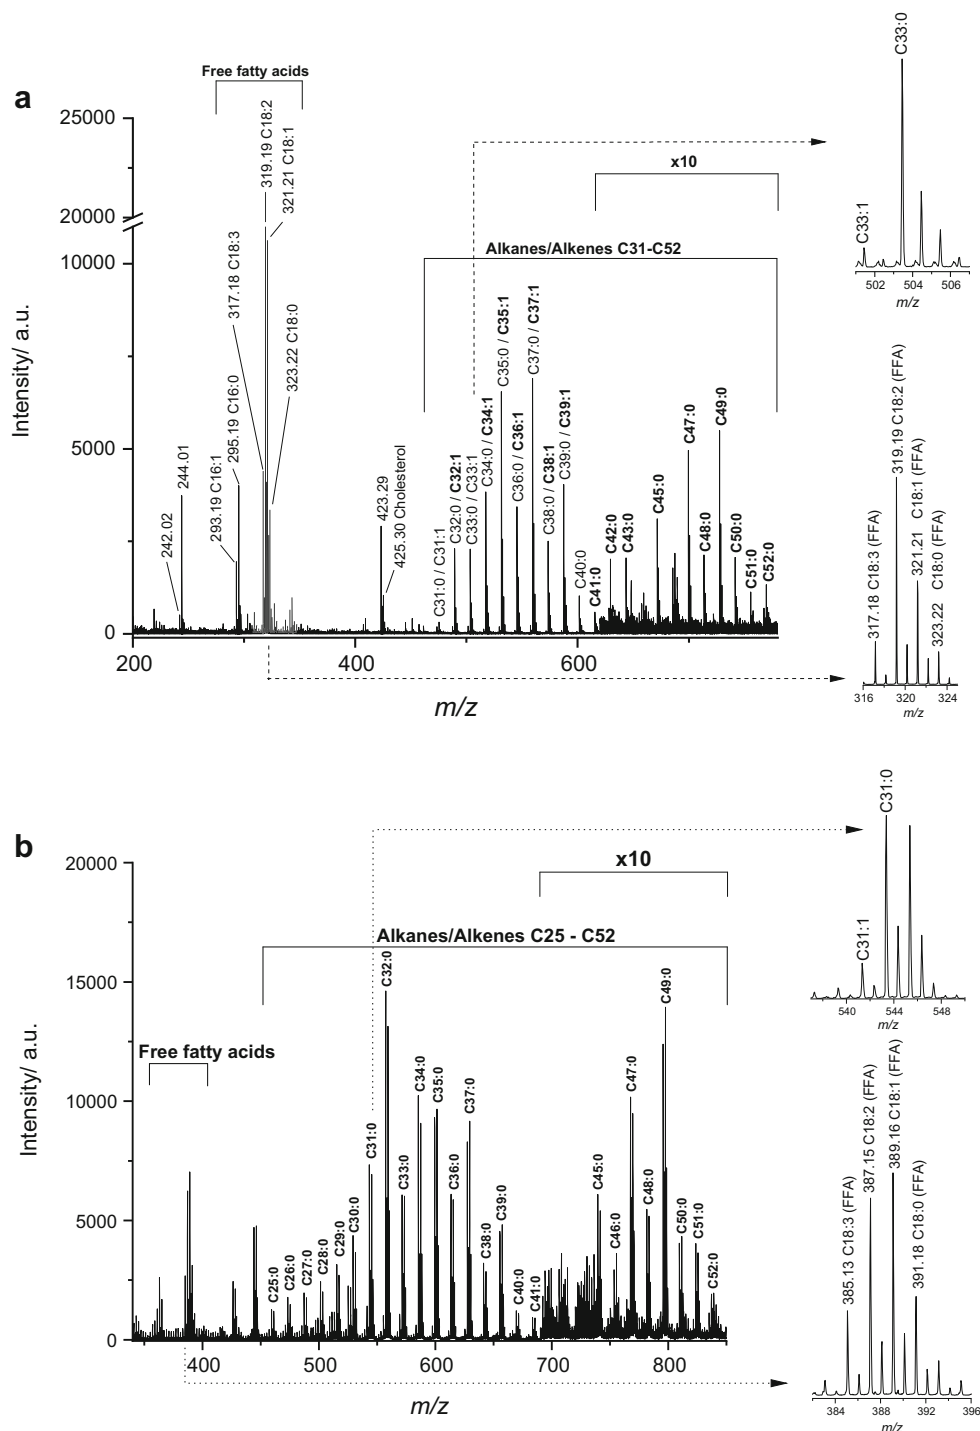 a
Free fatty acids
25000
20000
10000
5000
0
Intensity/ a.u.
200
400
600
m/z
242.02
244.01
293.19 C16:1
295.19 C16:0
317.18 C18:3
319.19 C18:2
321.21 C18:1
323.22 C18:0
423.29
425.30 Cholesterol
Alkanes/Alkenes C31-C52
x10
C31:0 / C31:1
C32:0 / C32:1
C33:0 / C33:1
C34:0 / C34:1
C35:0 / C35:1
C36:0 / C36:1
C37:0 / C37:1
C38:0 / C38:1
C39:0 / C39:1
C40:0
C41:0
C42:0
C43:0
C45:0
C47:0
C48:0
C49:0
C50:0
C51:0
C52:0
C33:1
C33:0
502
504
506
m/z
317.18 C18:3 (FFA)
319.19 C18:2 (FFA)
321.21 C18:1 (FFA)
323.22 C18:0 (FFA)
316
320
324
m/z
b
20000
15000
10000
5000
0
Intensity/ a.u.
400
500
600
700
800
m/z
Free fatty acids
Alkanes/Alkenes C25 - C52
x10
C25:0
C26:0
C27:0
C28:0
C29:0
C30:0
C31:0
C32:0
C33:0
C34:0
C35:0
C36:0
C37:0
C38:0
C39:0
C40:0
C41:0
C45:0
C46:0
C47:0
C48:0
C49:0
C50:0
C51:0
C52:0
C31:1
C31:0
540
544
548
m/z
385.13 C18:3 (FFA)
387.15 C18:2 (FFA)
389.16 C18:1 (FFA)
391.18 C18:0 (FFA)
384
388
392
396
m/z